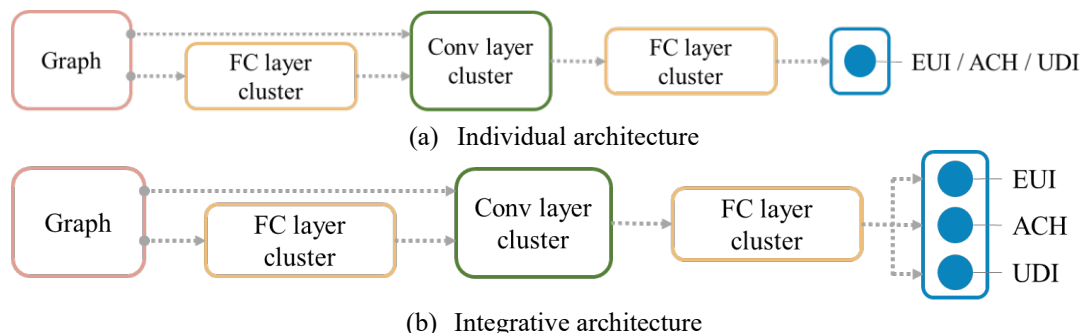 Graph
FC layer
cluster
Conv layer
cluster
FC layer
cluster
EUI / ACH / UDI
(a) Individual architecture
Graph
FC layer
cluster
Conv layer
cluster
FC layer
cluster
EUI
ACH
UDI
(b) Integrative architecture